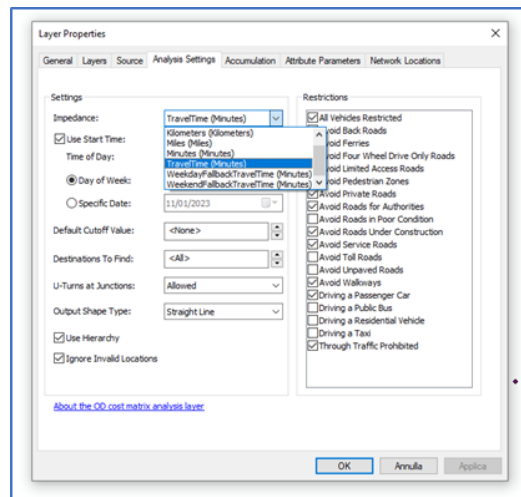 Layer Properties
General Layers Source Analysis Settings Accumulation Attribute Parameters Network Locations
Settings
Impedance: TravelTime (Minutes)
Kilometers (Kilometers)
Miles (Miles)
Minutes (Minutes)
TravelTime (Minutes)
WeekdayFallbackTravelTime (Minutes)
WeekendFallbackTravelTime (Minutes)
Use Start Time:
Time of Day:
Day of Week:
Specific Date: 11/01/2023
Default Cutoff Value: <None>
Destinations To Find: <All>
U-Turns at Junctions: Allowed
Output Shape Type: Straight Line
Use Hierarchy
Ignore Invalid Locations
Restrictions
All Vehicles Restricted
void Back Roads
void Ferries
void Four Wheel Drive Only Roads
void Limited Access Roads
void Pedestrian Zones
Avoid Private Roads
Avoid Roads for Authorities
Avoid Roads in Poor Condition
Avoid Roads Under Construction
Avoid Service Roads
Avoid Toll Roads
Avoid Unpaved Roads
Avoid Walkways
Driving a Passenger Car
Driving a Public Bus
Driving a Residential Vehicle
Driving a Taxi
Through Traffic Prohibited
About the OD cost matrix analysis layer
OK Annulla Applica